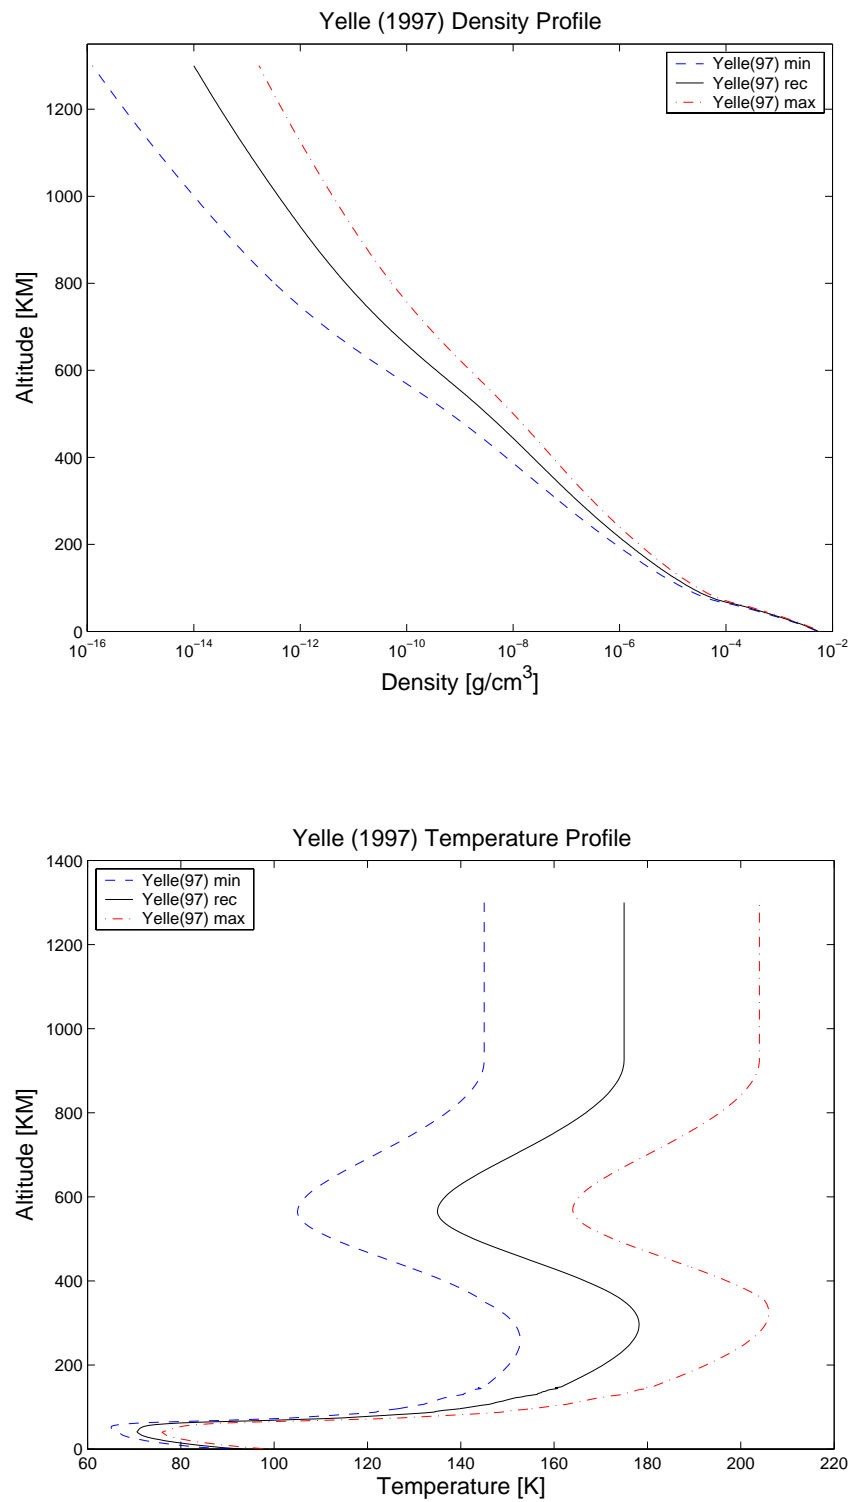 Yelle (1997) Density Profile
Yelle(97) min
Yelle(97) rec
Yelle(97) max
1200
1000
800
600
400
200
0
Altitude [KM]
10−16
10−14
10−12
10−10
10−8
10−6
10−4
10−2
Density [g/cm3]
Yelle (1997) Temperature Profile
Yelle(97) min
Yelle(97) rec
Yelle(97) max
1400
1200
1000
800
600
400
200
0
Altitude [KM]
60
80
100
120
140
160
180
200
220
Temperature [K]